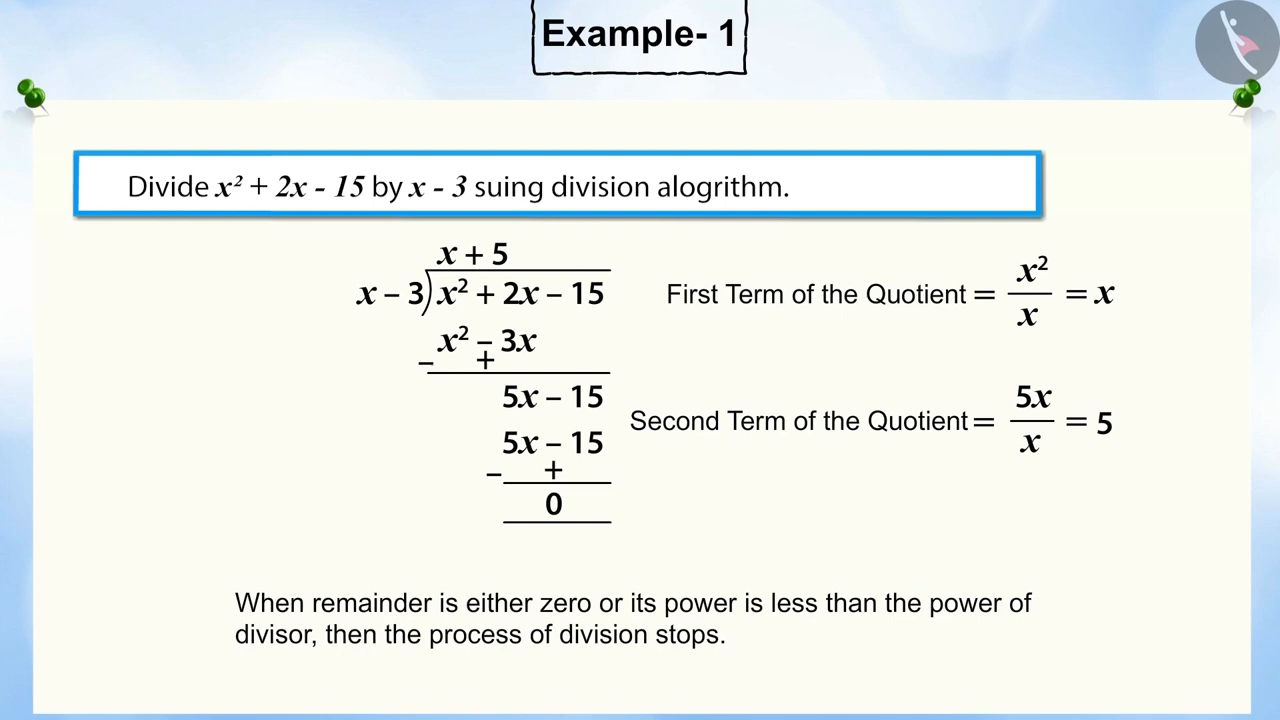 Example- 1
Divide x² + 2x - 15 by x - 3 suing division alogrithm.
x + 5
x – 3) x² + 2x – 15
x² – 3x
– +
5x – 15
5x – 15
– +
0
First Term of the Quotient = x²/x = x
Second Term of the Quotient = 5x/x = 5
When remainder is either zero or its power is less than the power of
divisor, then the process of division stops.